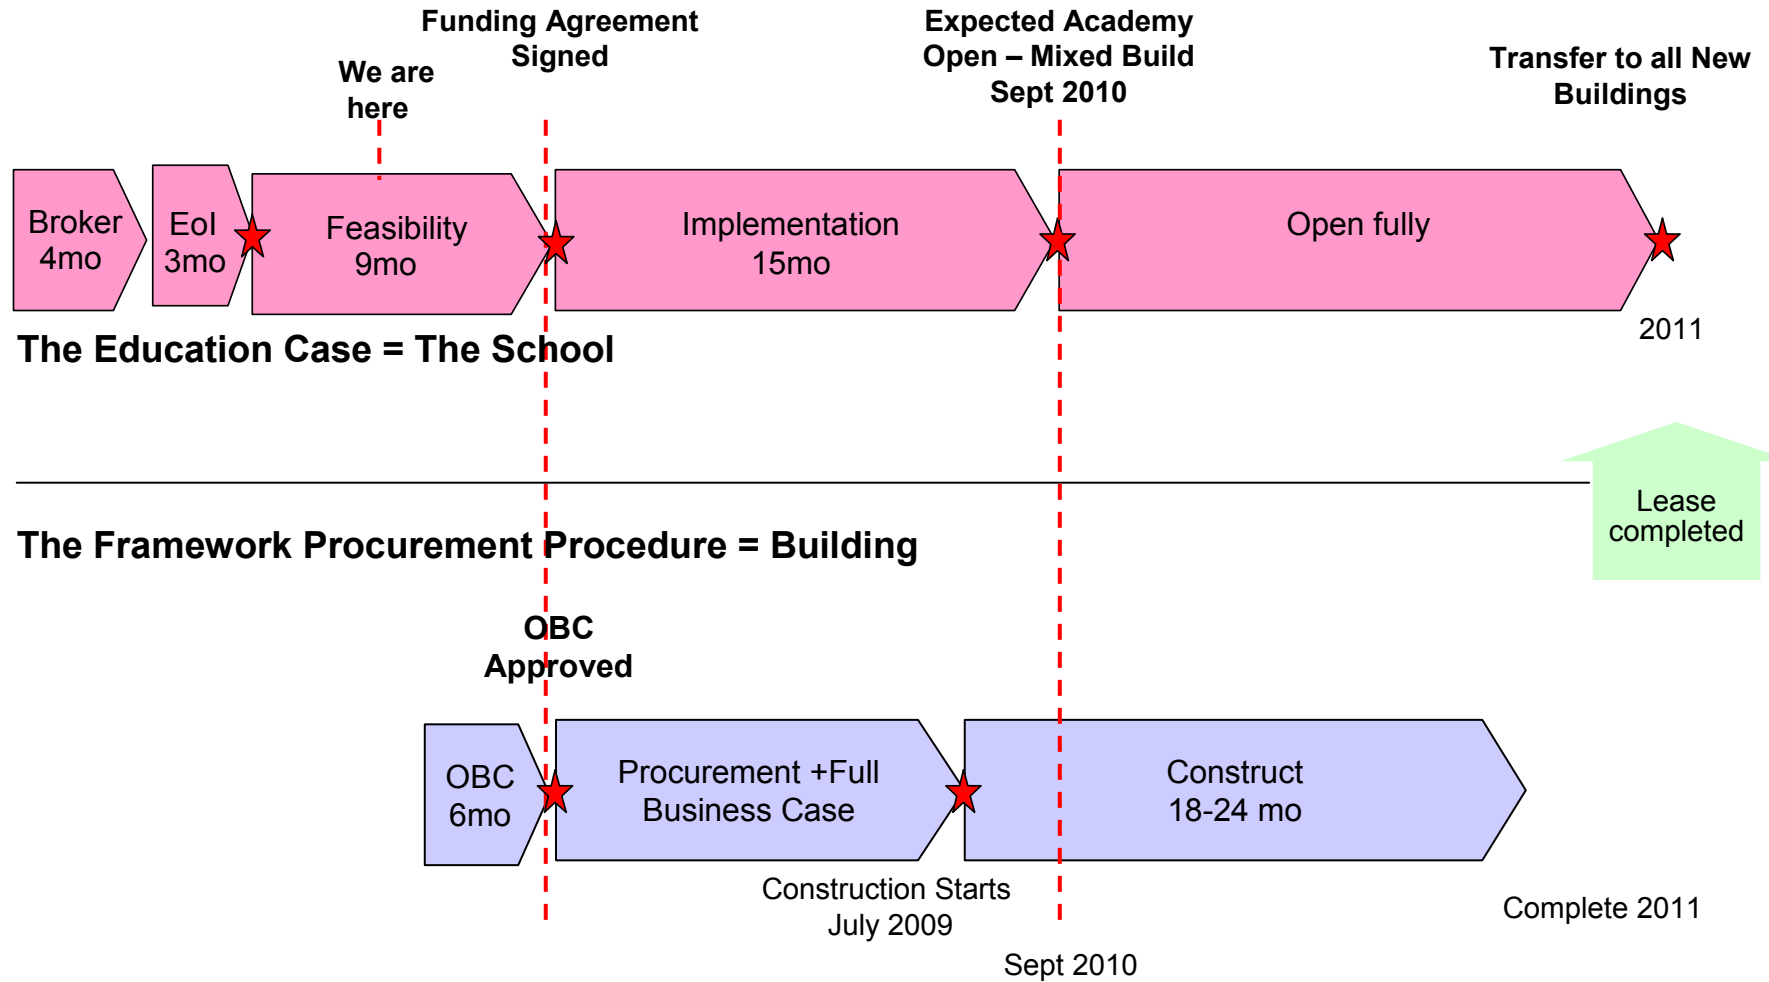 Funding Agreement
Signed
Expected Academy
Open – Mixed Build
Sept 2010
We are
here
Transfer to all New
Buildings
Broker
4mo
EoI
3mo
Feasibility
9mo
Implementation
15mo
Open fully
2011
The Education Case = The School
Lease
completed
The Framework Procurement Procedure = Building
OBC
Approved
OBC
6mo
Procurement +Full
Business Case
Construct
18-24 mo
Construction Starts
July 2009
Complete 2011
Sept 2010